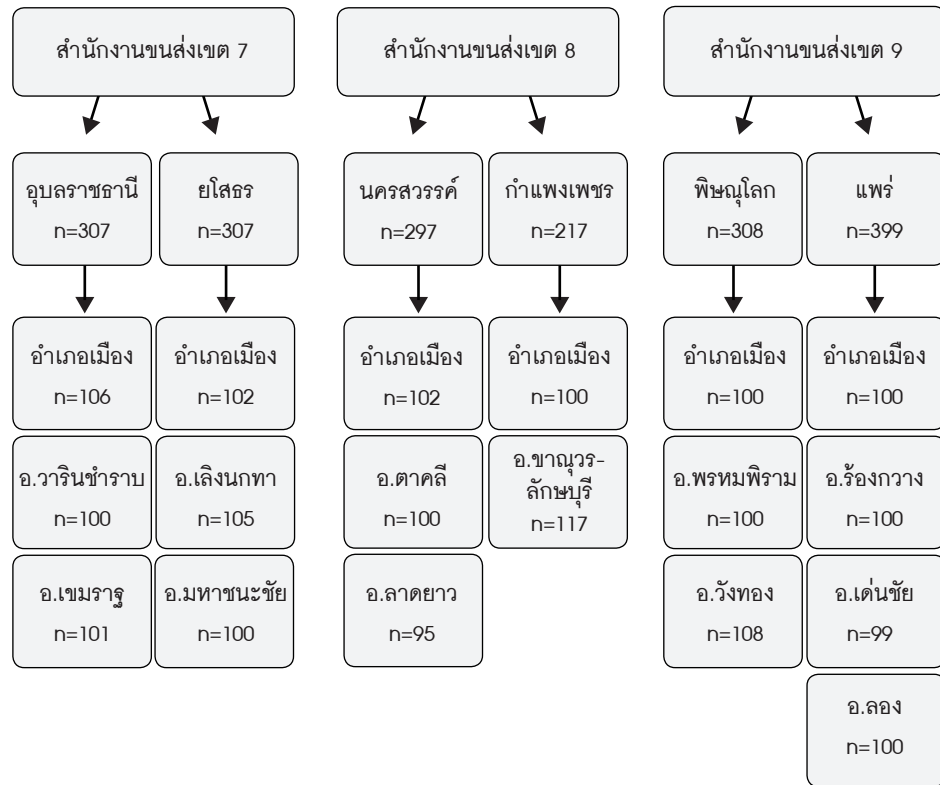 สำนักงานขนส่งเขต 7
อุบลราชธานี
n=307
ยโสธร
n=307
อำเภอเมือง
n=106
อำเภอเมือง
n=102
อ.วารินชำราบ
n=100
อ.เลิงนกทา
n=105
อ.เขมราฐ
n=101
อ.มหาชนะชัย
n=100
สำนักงานขนส่งเขต 8
นครสวรรค์
n=297
กำแพงเพชร
n=217
อำเภอเมือง
n=102
อำเภอเมือง
n=100
อ.ตาคลี
n=100
อ.ขาณุวร-
ลักษบุรี
n=117
อ.ลาดยาว
n=95
สำนักงานขนส่งเขต 9
พิษณุโลก
n=308
แพร่
n=399
อำเภอเมือง
n=100
อำเภอเมือง
n=100
อ.พรหมพิราม
n=100
อ.ร้องกวาง
n=100
อ.วังทอง
n=108
อ.เด่นชัย
n=99
อ.ลอง
n=100